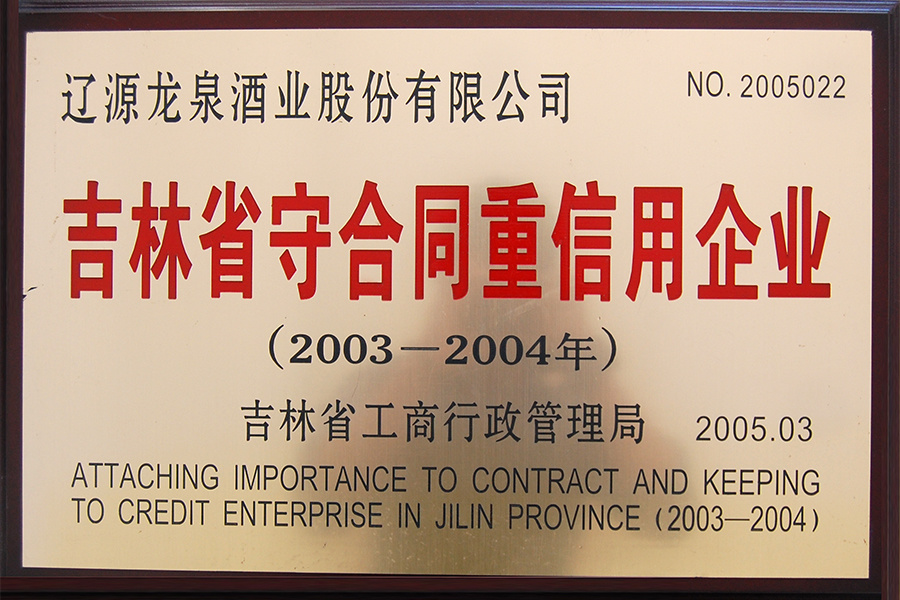 辽源龙泉酒业股份有限公司 NO. 2005022
吉林省守合同重信用企业
（2003－2004年）
吉林省工商行政管理局 2005.03
ATTACHING IMPORTANCE TO CONTRACT AND KEEPING
TO CREDIT ENTERPRISE IN JILIN PROVINCE (2003—2004)